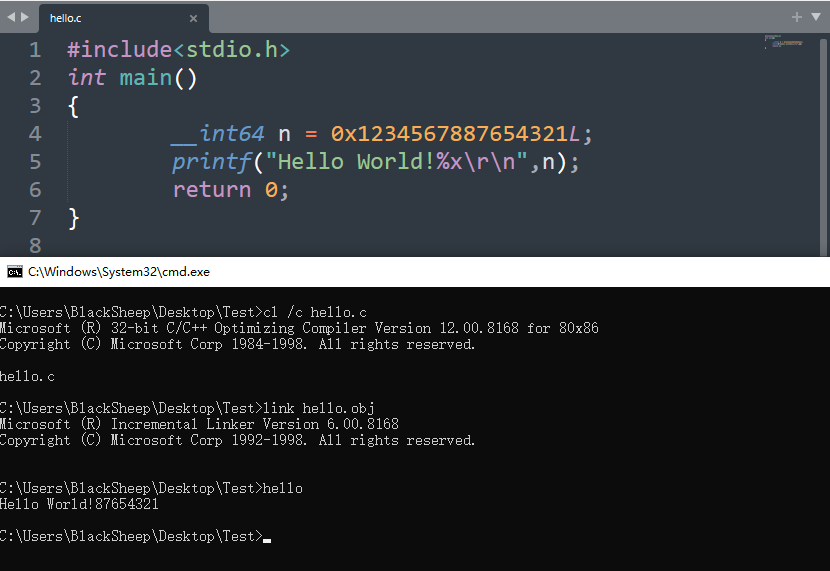 hello.c ×
1 #include<stdio.h>
2 int main()
3 {
4 __int64 n = 0x1234567887654321L;
5 printf("Hello World!%x\r\n",n);
6 return 0;
7 }
8
C:\Windows\System32\cmd.exe
C:\Users\BlackSheep\Desktop\Test>cl /c hello.c
Microsoft (R) 32-bit C/C++ Optimizing Compiler Version 12.00.8168 for 80x86
Copyright (C) Microsoft Corp 1984-1998. All rights reserved.
hello.c
C:\Users\BlackSheep\Desktop\Test>link hello.obj
Microsoft (R) Incremental Linker Version 6.00.8168
Copyright (C) Microsoft Corp 1992-1998. All rights reserved.
C:\Users\BlackSheep\Desktop\Test>hello
Hello World!87654321
C:\Users\BlackSheep\Desktop\Test>